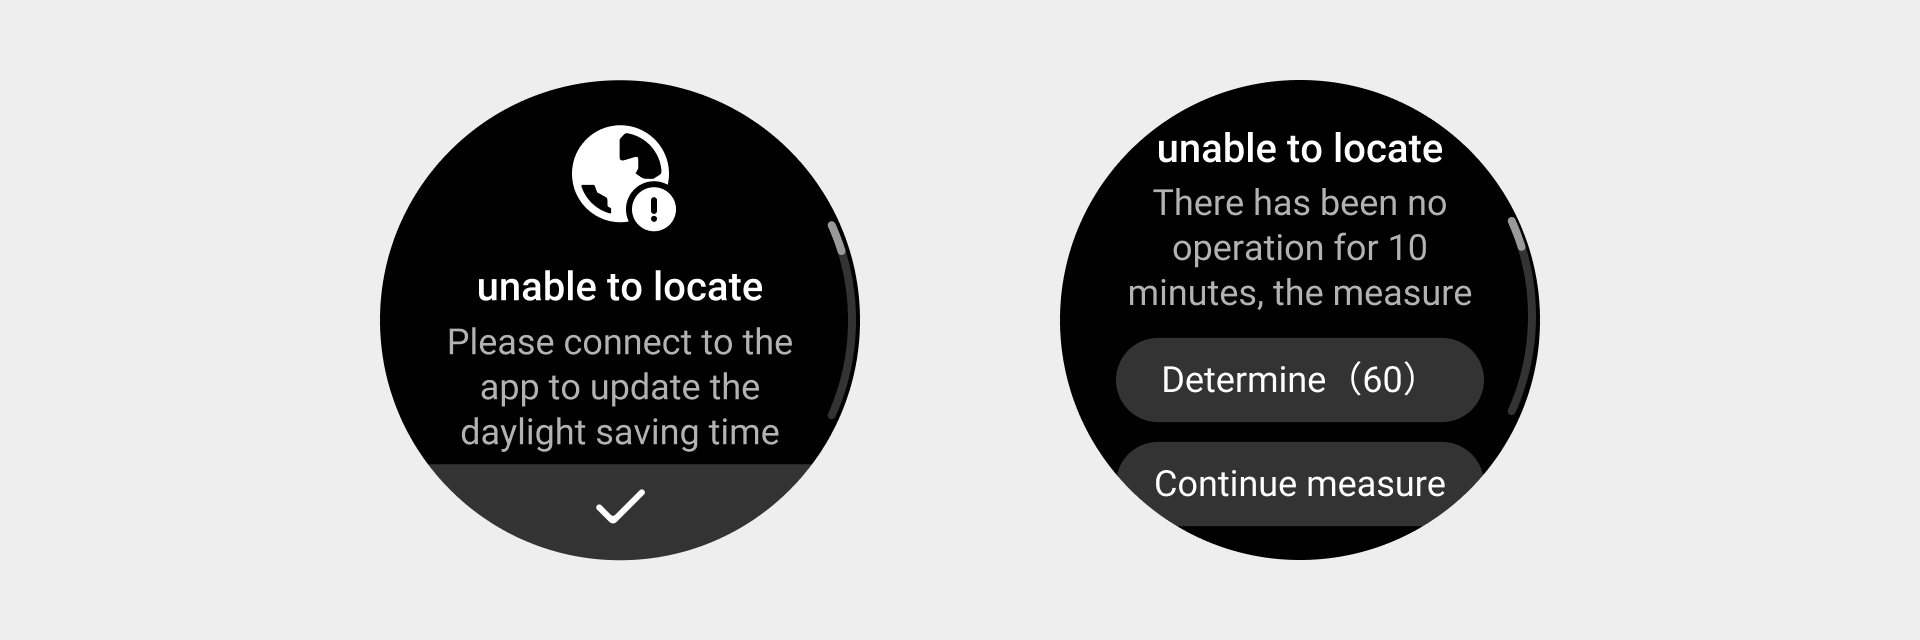 unable to locate
Please connect to the
app to update the
daylight saving time
unable to locate
There has been no
operation for 10
minutes, the measure
Determine（60）
Continue measure